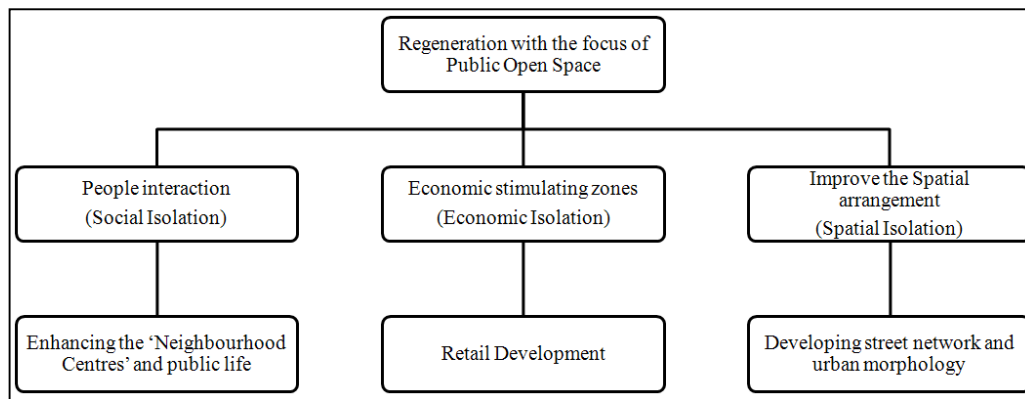 Regeneration with the focus of
Public Open Space
People interaction
(Social Isolation)
Economic stimulating zones
(Economic Isolation)
Improve the Spatial
arrangement
(Spatial Isolation)
Enhancing the ‘Neighbourhood
Centres’ and public life
Retail Development
Developing street network and
urban morphology